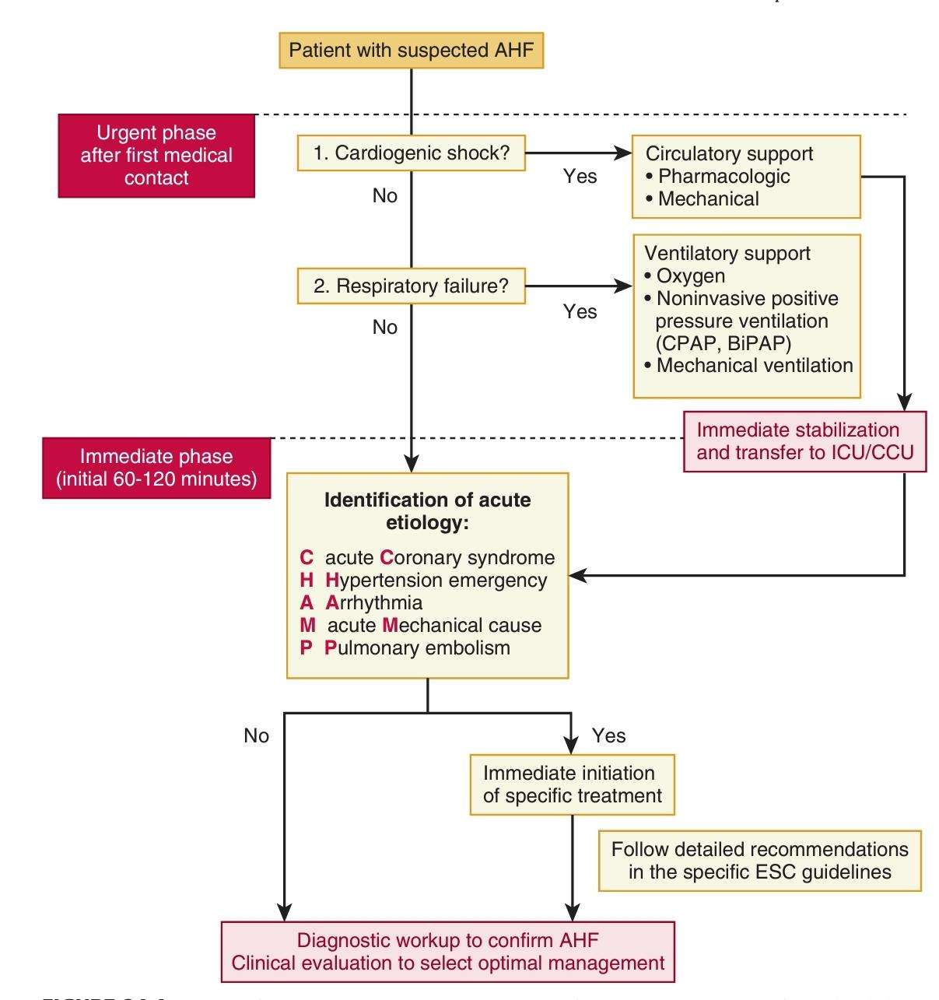 Patient with suspected AHF
Urgent phase
after first medical
contact
1. Cardiogenic shock?
Yes
No
Circulatory support
• Pharmacologic
• Mechanical
2. Respiratory failure?
Yes
No
Ventilatory support
• Oxygen
• Noninvasive positive
pressure ventilation
(CPAP, BiPAP)
• Mechanical ventilation
Immediate stabilization
and transfer to ICU/CCU
Immediate phase
(initial 60-120 minutes)
Identification of acute
etiology:
C acute Coronary syndrome
H Hypertension emergency
A Arrhythmia
M acute Mechanical cause
P Pulmonary embolism
No
Yes
Immediate initiation
of specific treatment
Follow detailed recommendations
in the specific ESC guidelines
Diagnostic workup to confirm AHF
Clinical evaluation to select optimal management